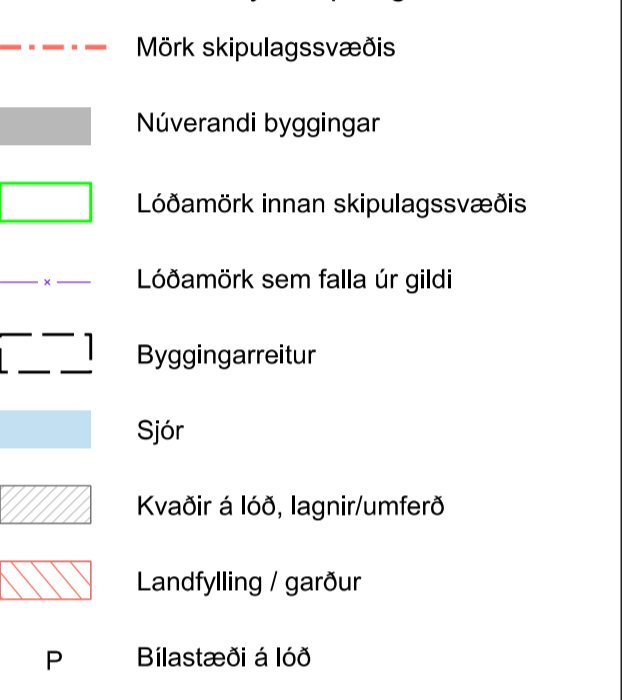 Mörk skipulagssvæðis
Núverandi byggingar
Lóðamörk innan skipulagssvæðis
Lóðamörk sem falla úr gildi
Byggingarreitur
Sjór
Kvaðir á lóð, lagnir/umferð
Landfylling / garður
P Bílastæði á lóð